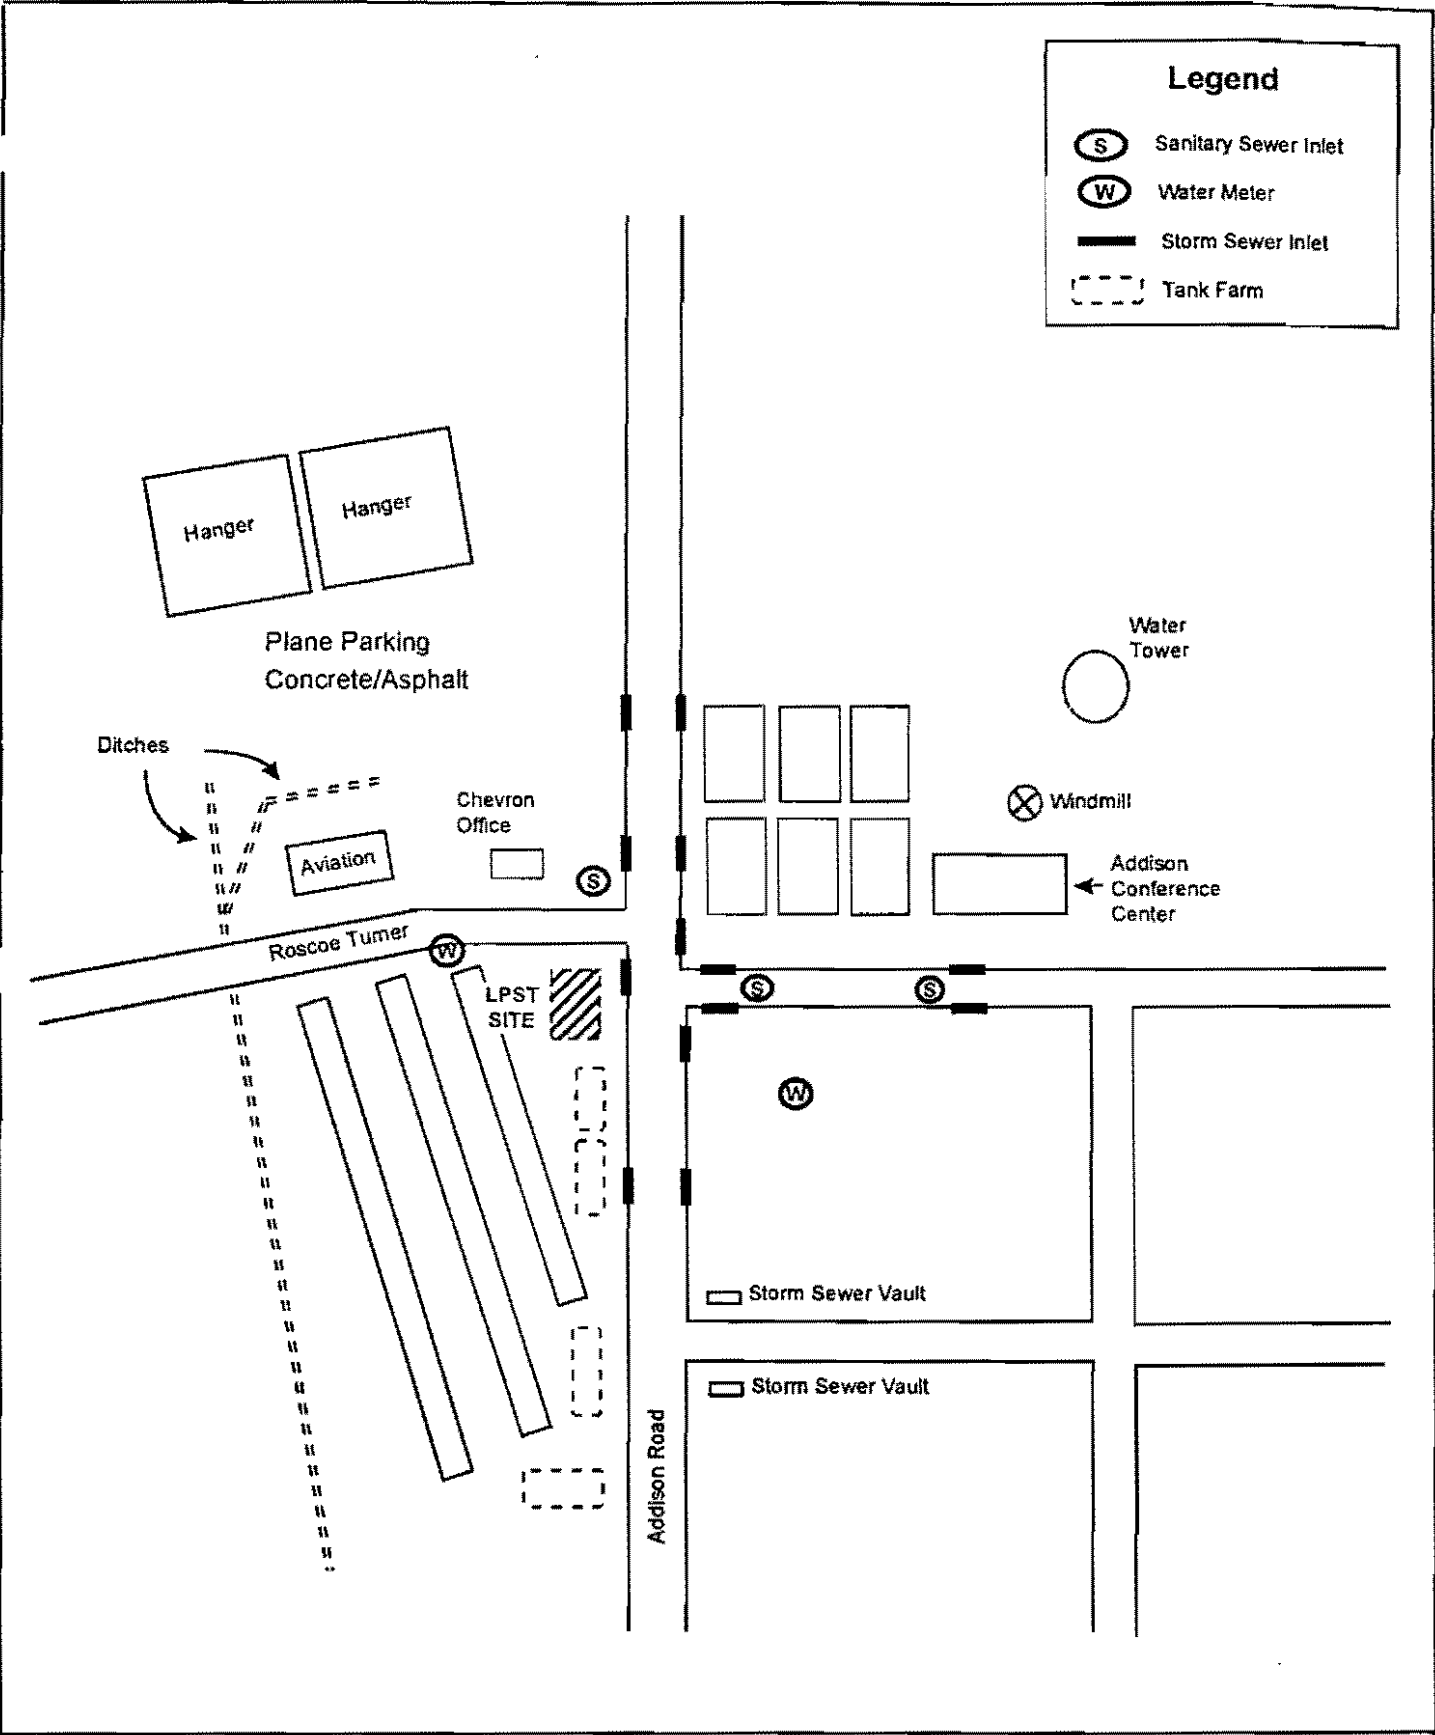 Legend
S Sanitary Sewer Inlet
W Water Meter
Storm Sewer Inlet
Tank Farm
Hanger
Hanger
Plane Parking
Concrete/Asphalt
Water
Tower
Ditches
Chevron
Office
Windmill
Aviation
S
Addison
Conference
Center
Roscoe Turner
W
LPST
SITE
S
S
W
Storm Sewer Vault
Storm Sewer Vault
Addison Road